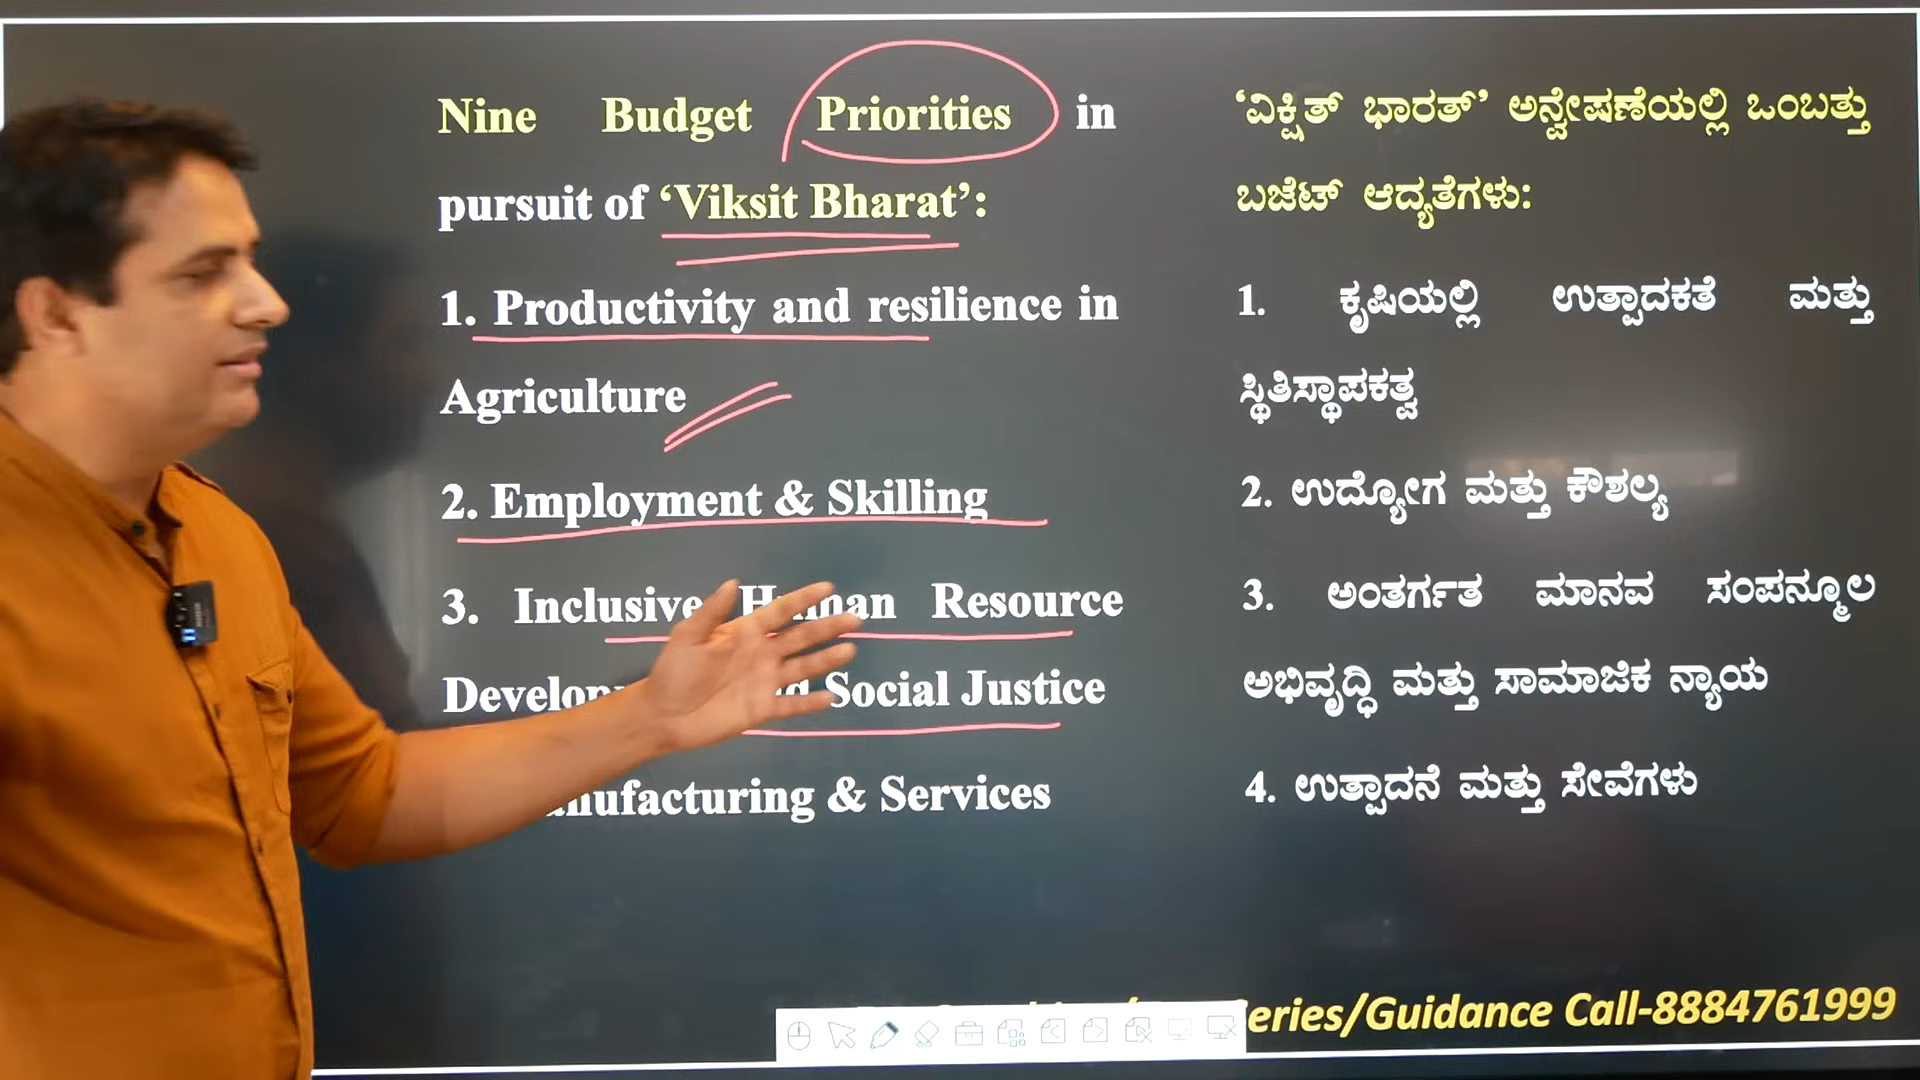 Nine Budget Priorities in
pursuit of ‘Viksit Bharat’:
1. Productivity and resilience in
Agriculture
2. Employment & Skilling
3. Inclusive Human Resource
Social Justice
& Services
‘ವಿಕ್ಷಿತ್ ಭಾರತ್’ ಅನ್ವೇಷಣೆಯಲ್ಲಿ ಒಂಬತ್ತು
ಬಜೆಟ್ ಆದ್ಯತೆಗಳು:
1. ಕೃಷಿಯಲ್ಲಿ ಉತ್ಪಾದಕತೆ ಮತ್ತು
ಸ್ಥಿತಿಸ್ಥಾಪಕತ್ವ
2. ಉದ್ಯೋಗ ಮತ್ತು ಕೌಶಲ್ಯ
3. ಅಂತರ್ಗತ ಮಾನವ ಸಂಪನ್ಮೂಲ
ಅಭಿವೃದ್ಧಿ ಮತ್ತು ಸಾಮಾಜಿಕ ನ್ಯಾಯ
4. ಉತ್ಪಾದನೆ ಮತ್ತು ಸೇವೆಗಳು
/Guidance Call-8884761999